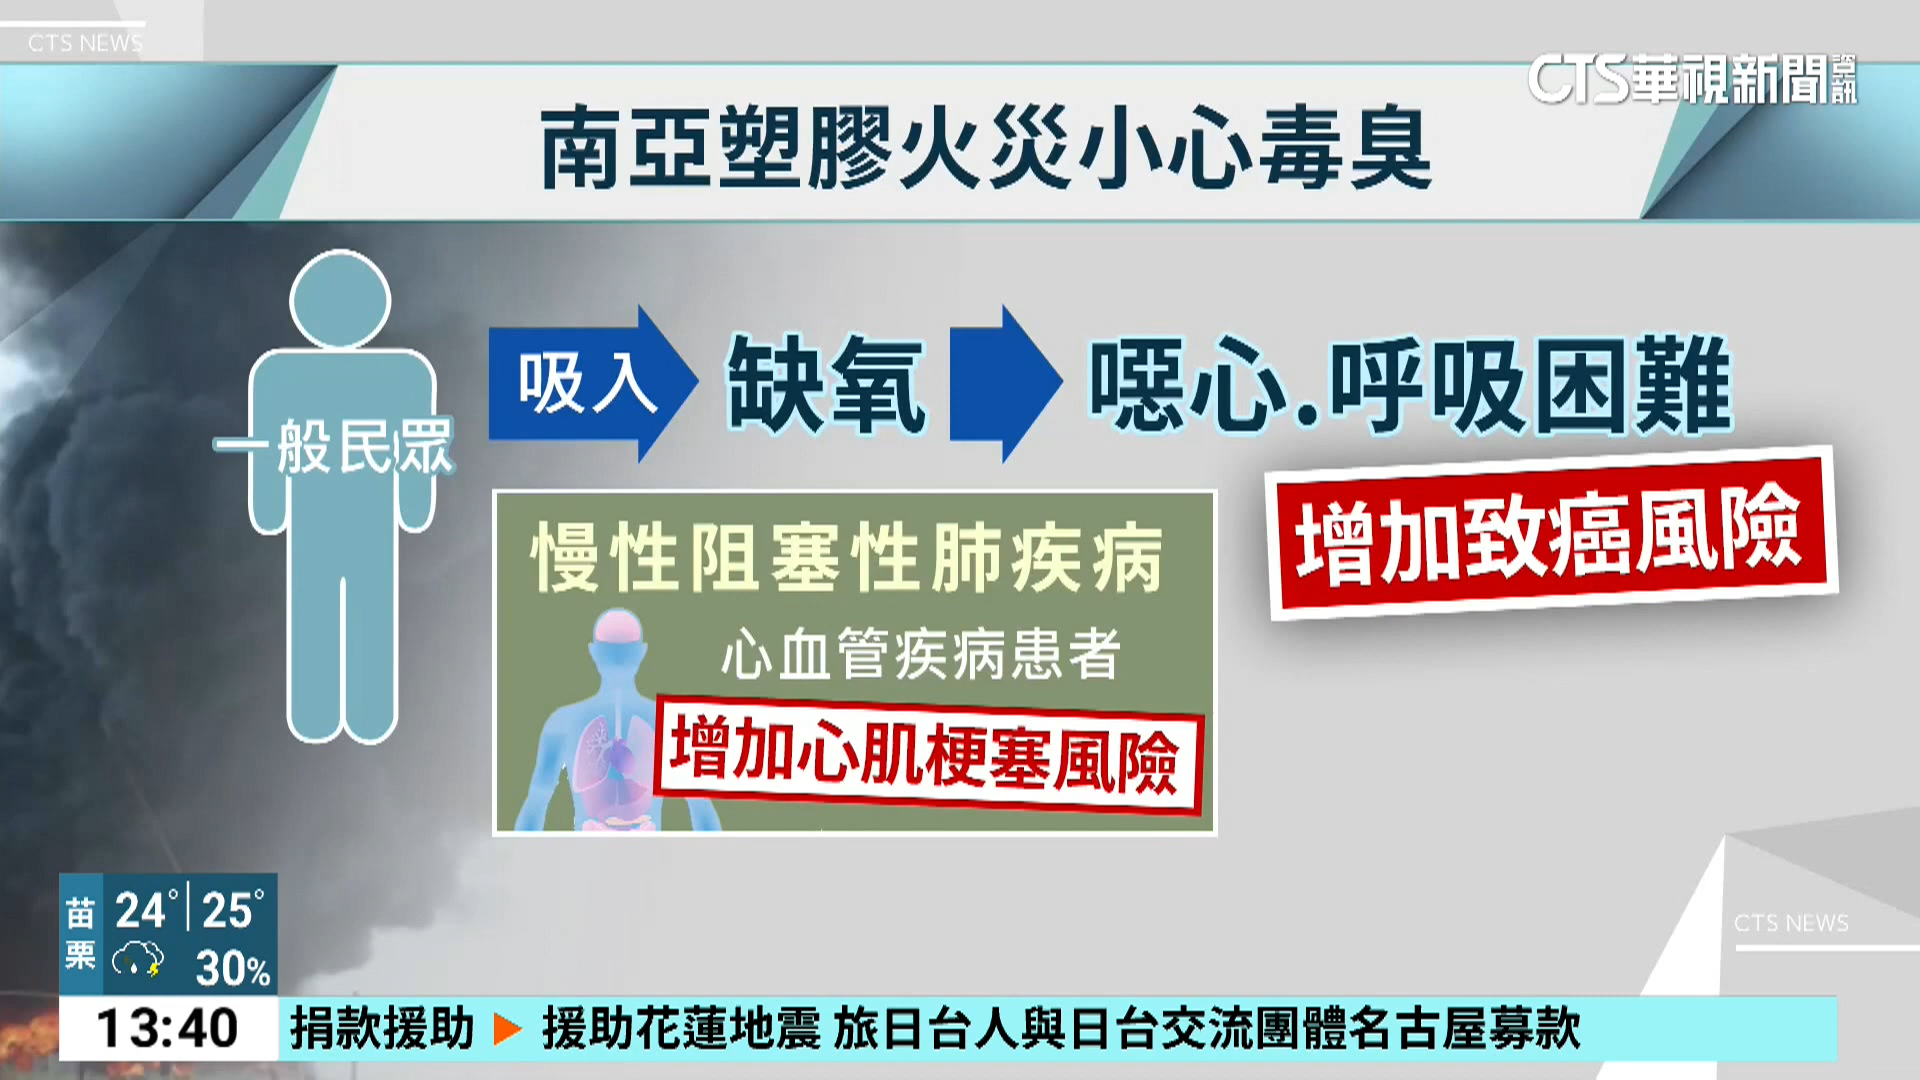 CTS NEWS
CTS華視新聞資訊
南亞塑膠火災小心毒臭
一般民眾
吸入
缺氧
噁心.呼吸困難
增加致癌風險
慢性阻塞性肺疾病
心血管疾病患者
增加心肌梗塞風險
苗栗
24° 25°
30%
CTS NEWS
13:40
捐款援助 援助花蓮地震 旅日台人與日台交流團體名古屋募款